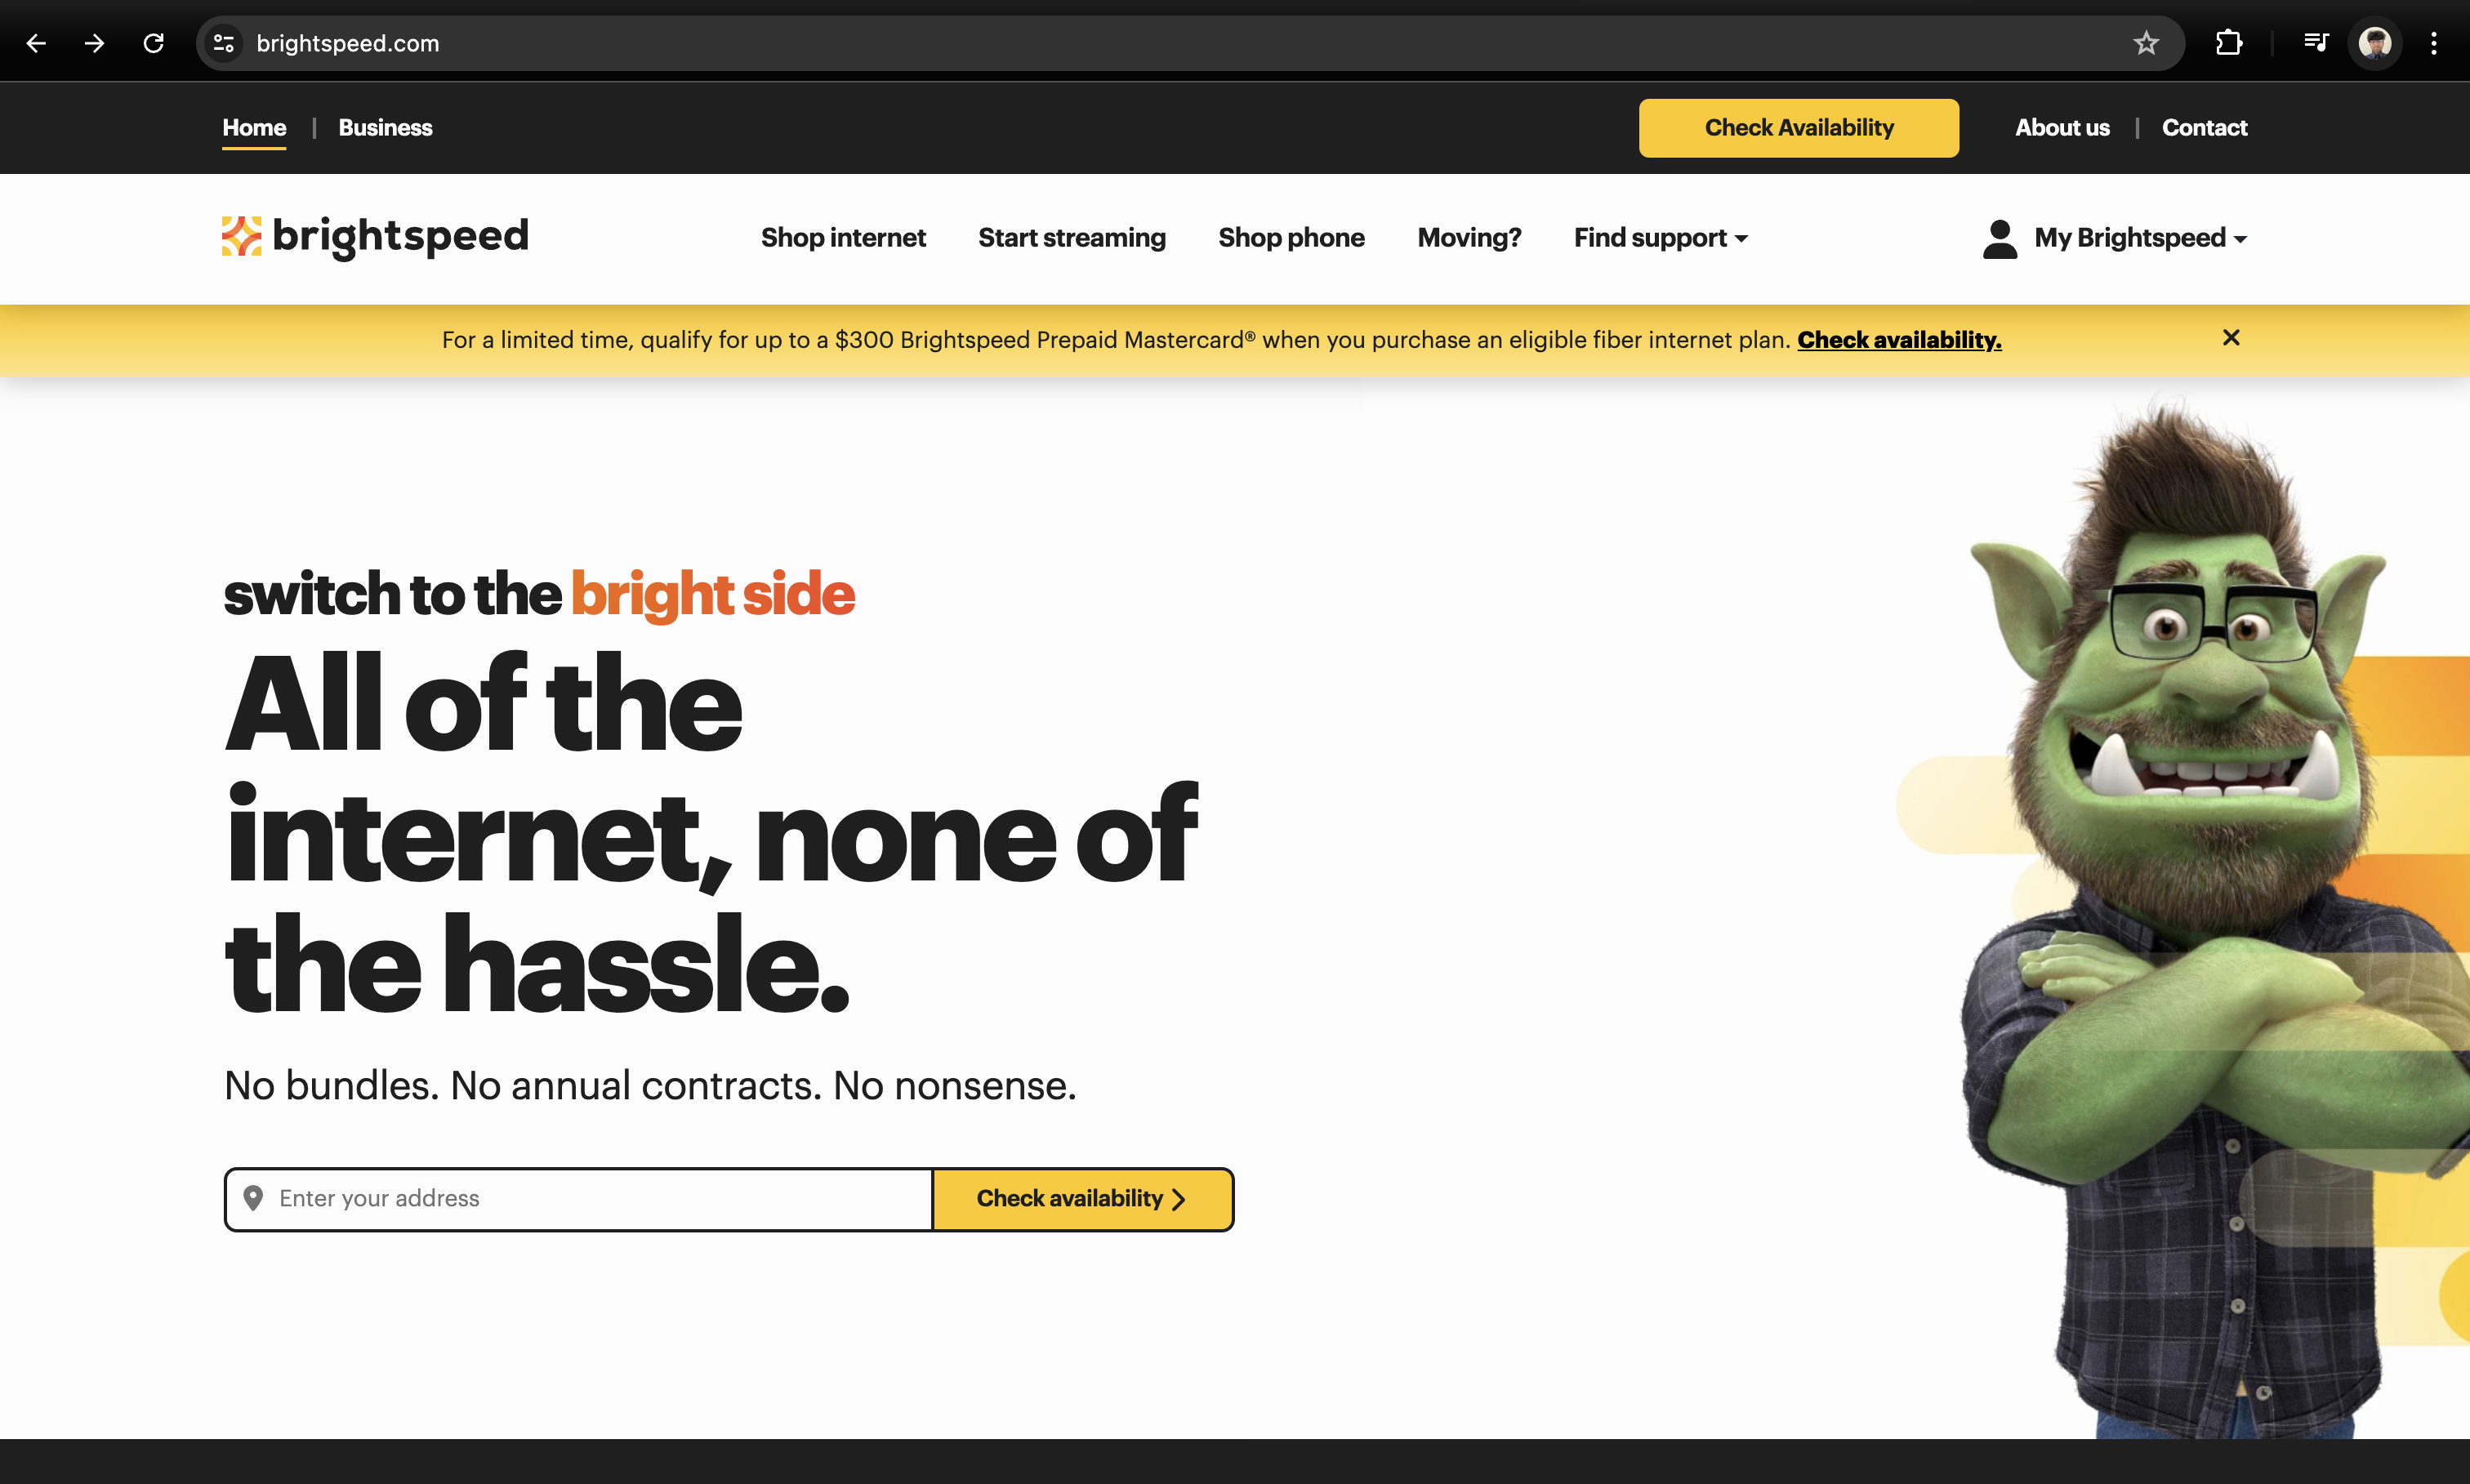 brightspeed.com
Home | Business
Check Availability
About us | Contact
brightspeed
Shop internet
Start streaming
Shop phone
Moving?
Find support
My Brightspeed
For a limited time, qualify for up to a $300 Brightspeed Prepaid Mastercard® when you purchase an eligible fiber internet plan. Check availability.
switch to the bright side
All of the
internet, none of
the hassle.
No bundles. No annual contracts. No nonsense.
Enter your address
Check availability